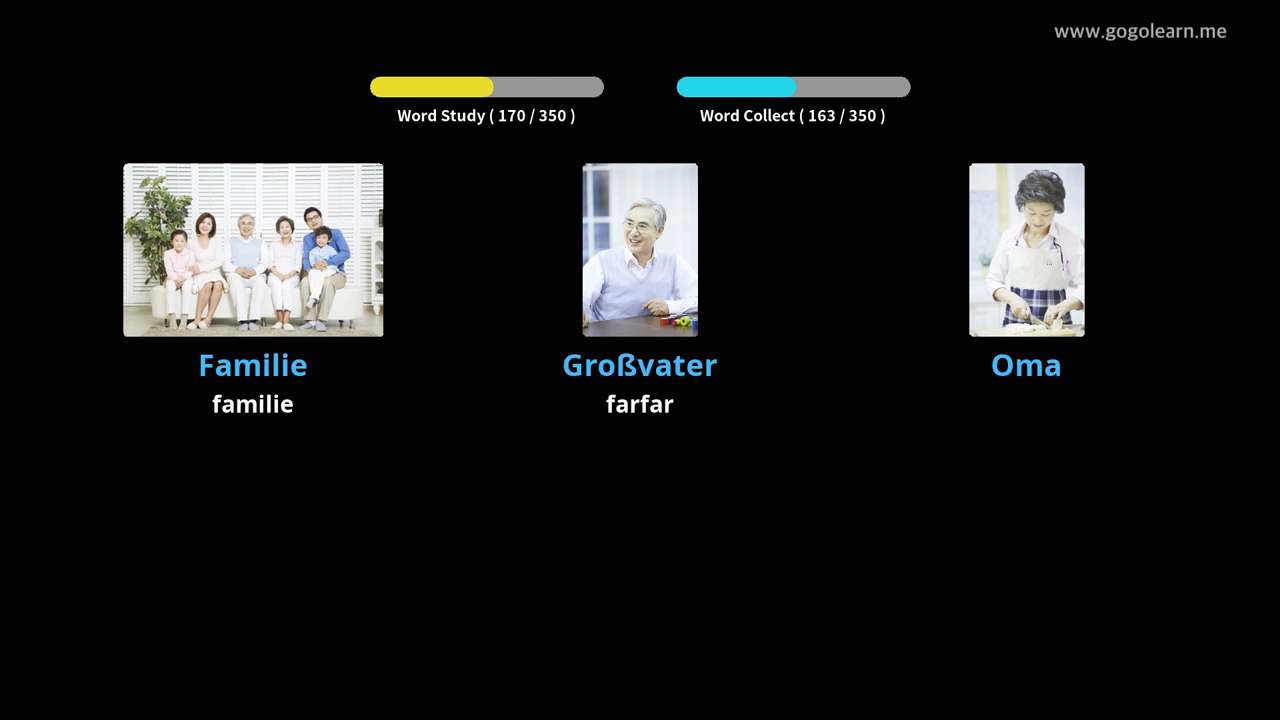 www.gogolearn.me
Word Study ( 170 / 350 )
Word Collect ( 163 / 350 )
Familie
familie
Großvater
farfar
Oma